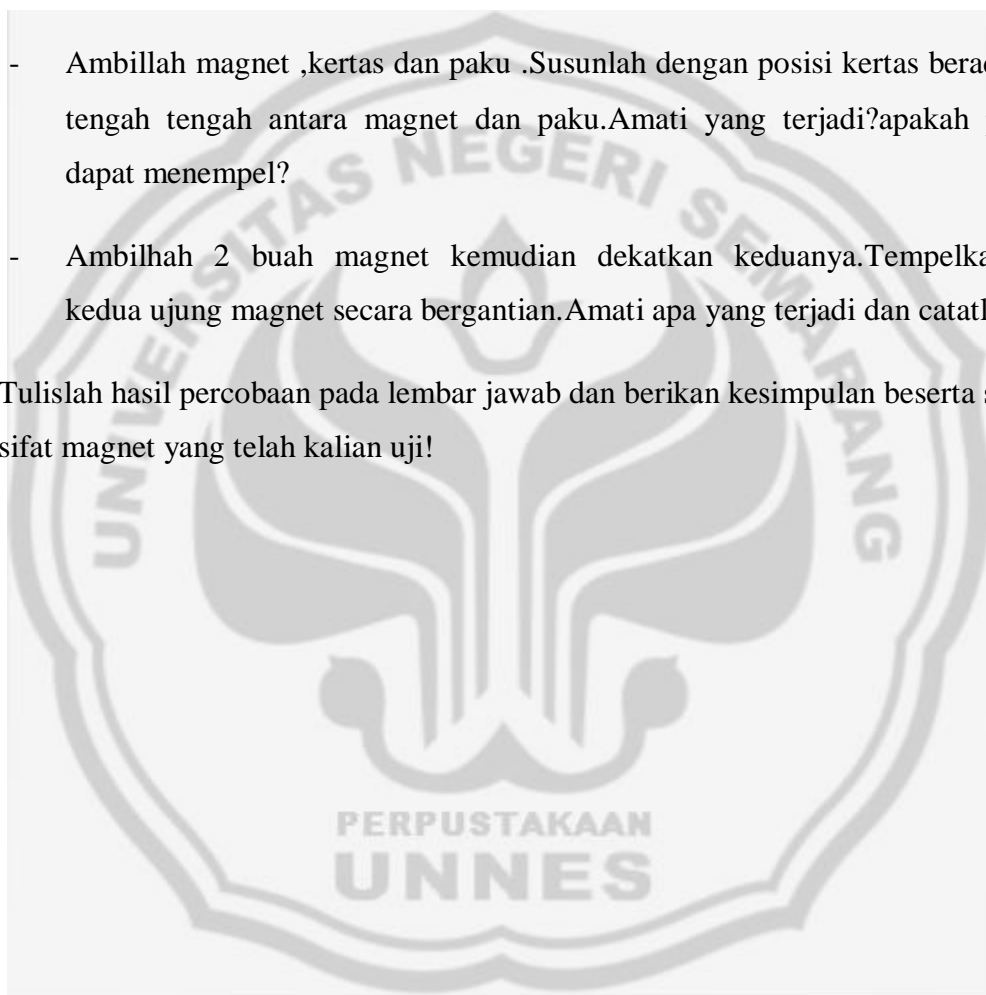 - Ambillah magnet ,kertas dan paku .Susunlah dengan posisi kertas
tengah tengah antara magnet dan paku.Amati yang terjadi?apakah
dapat menempel?
- Ambilhah 2 buah magnet kemudian dekatkan keduanya.
kedua ujung magnet secara bergantian.Amati apa yang terjadi dan
Tulislah hasil percobaan pada lembar jawab dan berikan kesimpulan beserta
sifat magnet yang telah kalian uji!
UNIVERSITAS NEGERI SEMARANG
PERPUSTAKAAN
UNNES